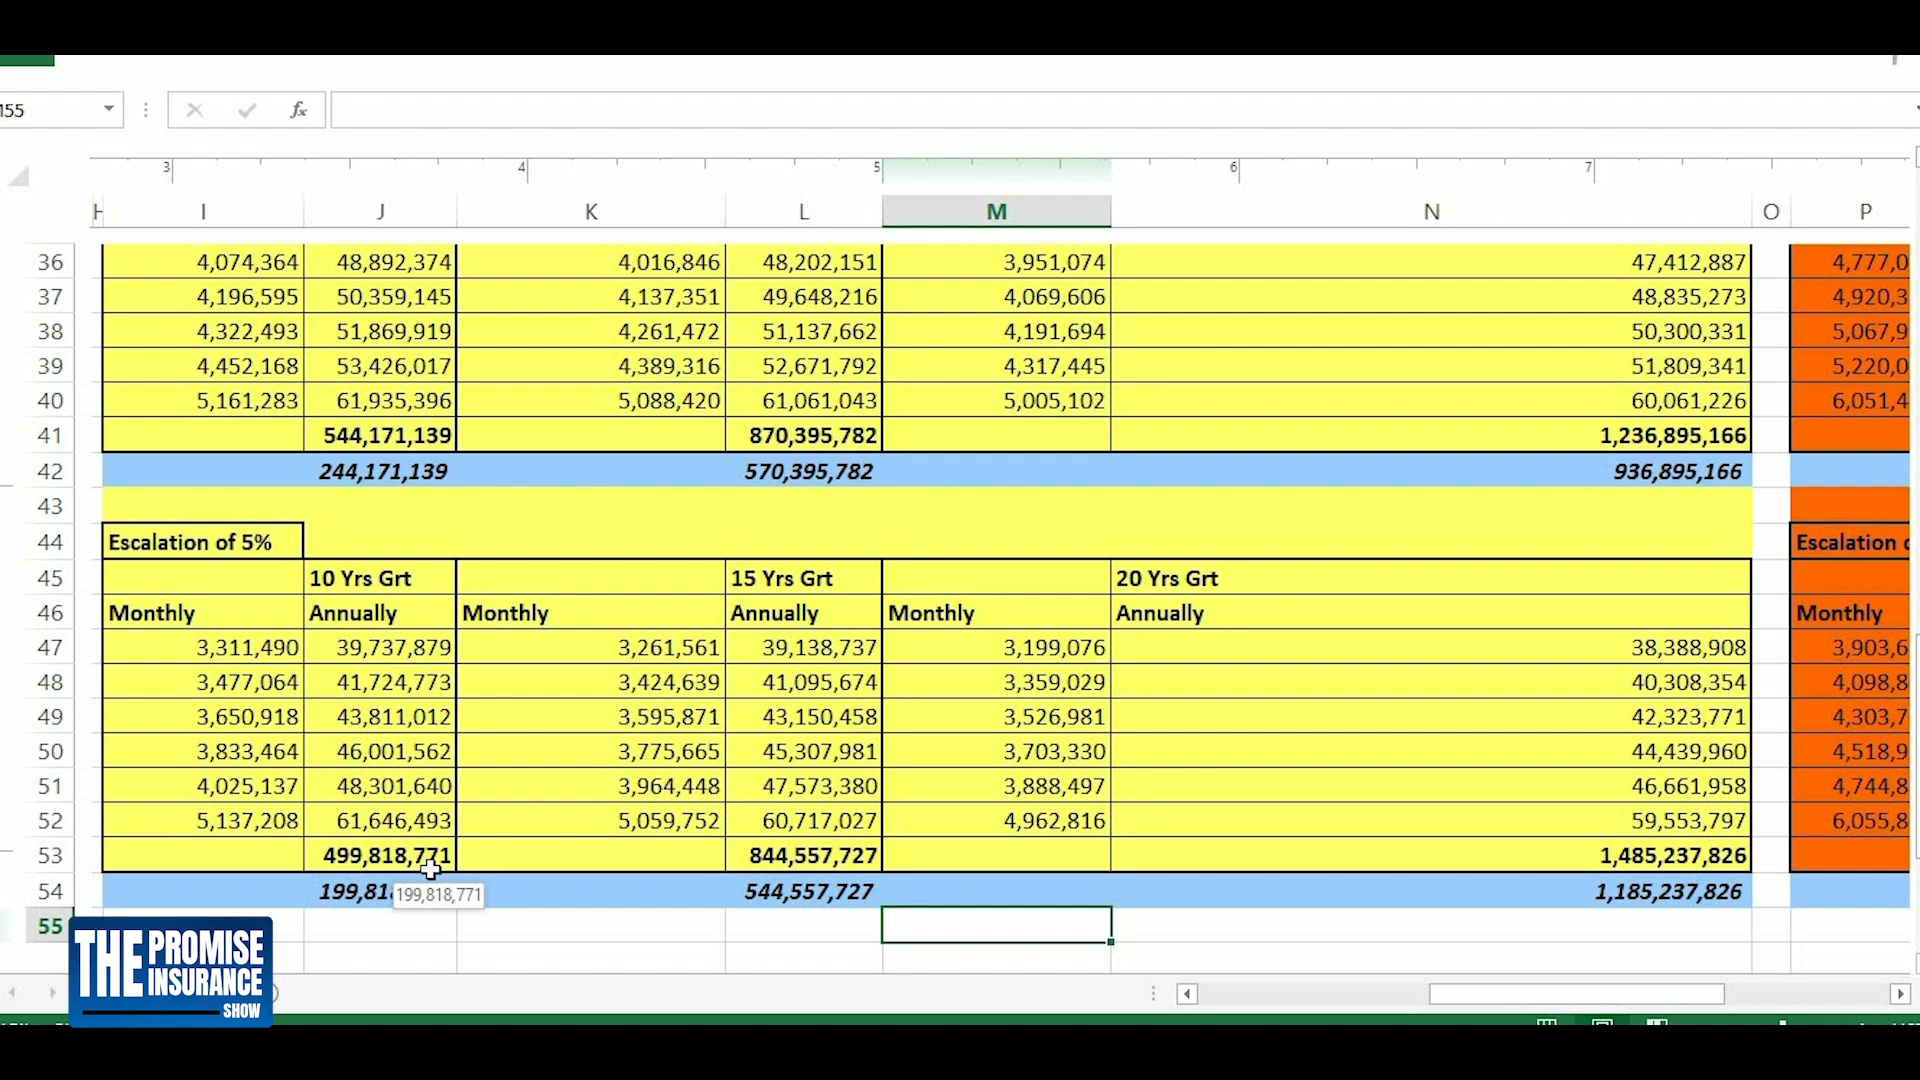 155
fx
3 4 5 6 7
H I J K L M N O P
36 4,074,364 48,892,374 4,016,846 48,202,151 3,951,074 47,412,887 4,777,0
37 4,196,595 50,359,145 4,137,351 49,648,216 4,069,606 48,835,273 4,920,3
38 4,322,493 51,869,919 4,261,472 51,137,662 4,191,694 50,300,331 5,067,9
39 4,452,168 53,426,017 4,389,316 52,671,792 4,317,445 51,809,341 5,220,0
40 5,161,283 61,935,396 5,088,420 61,061,043 5,005,102 60,061,226 6,051,4
41 544,171,139 870,395,782 1,236,895,166
42 244,171,139 570,395,782 936,895,166
43
44 Escalation of 5% Escalation
45 10 Yrs Grt 15 Yrs Grt 20 Yrs Grt
46 Monthly Annually Monthly Annually Monthly Annually Monthly
47 3,311,490 39,737,879 3,261,561 39,138,737 3,199,076 38,388,908 3,903,6
48 3,477,064 41,724,773 3,424,639 41,095,674 3,359,029 40,308,354 4,098,8
49 3,650,918 43,811,012 3,595,871 43,150,458 3,526,981 42,323,771 4,303,7
50 3,833,464 46,001,562 3,775,665 45,307,981 3,703,330 44,439,960 4,518,9
51 4,025,137 48,301,640 3,964,448 47,573,380 3,888,497 46,661,958 4,744,8
52 5,137,208 61,646,493 5,059,752 60,717,027 4,962,816 59,553,797 6,055,8
53 499,818,771 844,557,727 1,485,237,826
54 199,81 199,818,771 544,557,727 1,185,237,826
55
THE PROMISE
INSURANCE
SHOW